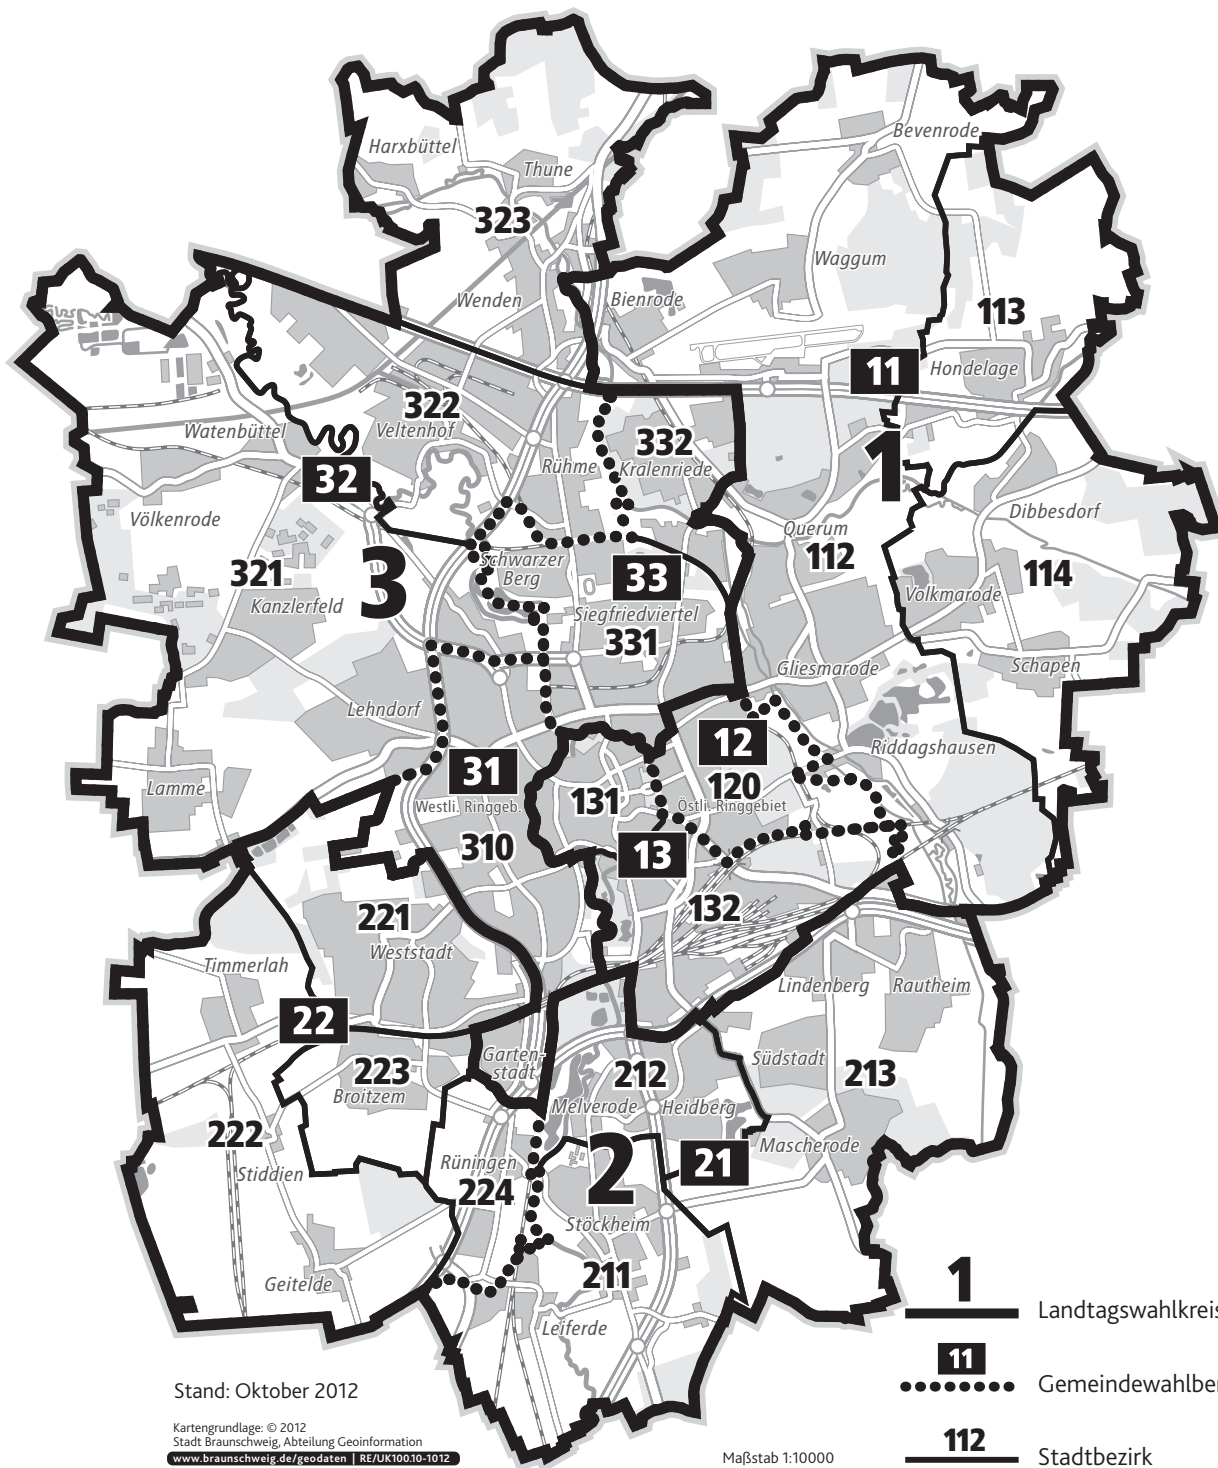 Bevenrode
Harxbüttel
Thune
323
Waggum
Wenden
Bienrode
113
11
Hondelage
322
Veltenhof
Watenbüttel
332
Kralenriede
Rühme
1
32
Völkenrode
Dibbesdorf
Querum
112
321
Kanzlerfeld
3
Schwarzer
Berg
33
114
Volkmarode
Siegfriedviertel
331
Gliesmarode
Schapen
Lehndorf
12
Riddagshausen
31
Lamme
131
120
Westl. Ringgeb.
Östli. Ringgebiet
310
13
221
132
Weststadt
Timmerlah
Lindenberg
Rautheim
22
Garten-
stadt
Südstadt
223
212
213
Broitzem
Melverode
Heidberg
222
Mascherode
2
21
Stiddien
Rüningen
224
Stöckheim
211
Geitelde
Leiferde
1
Landtagswahlkreis
11
Gemeindewahlber
112
Stadtbezirk
Stand: Oktober 2012
Kartengrundlage: © 2012
Stadt Braunschweig, Abteilung Geoinformation
www.braunschweig.de/geodaten | RE/UK100.10-1012
Maßstab 1:10000